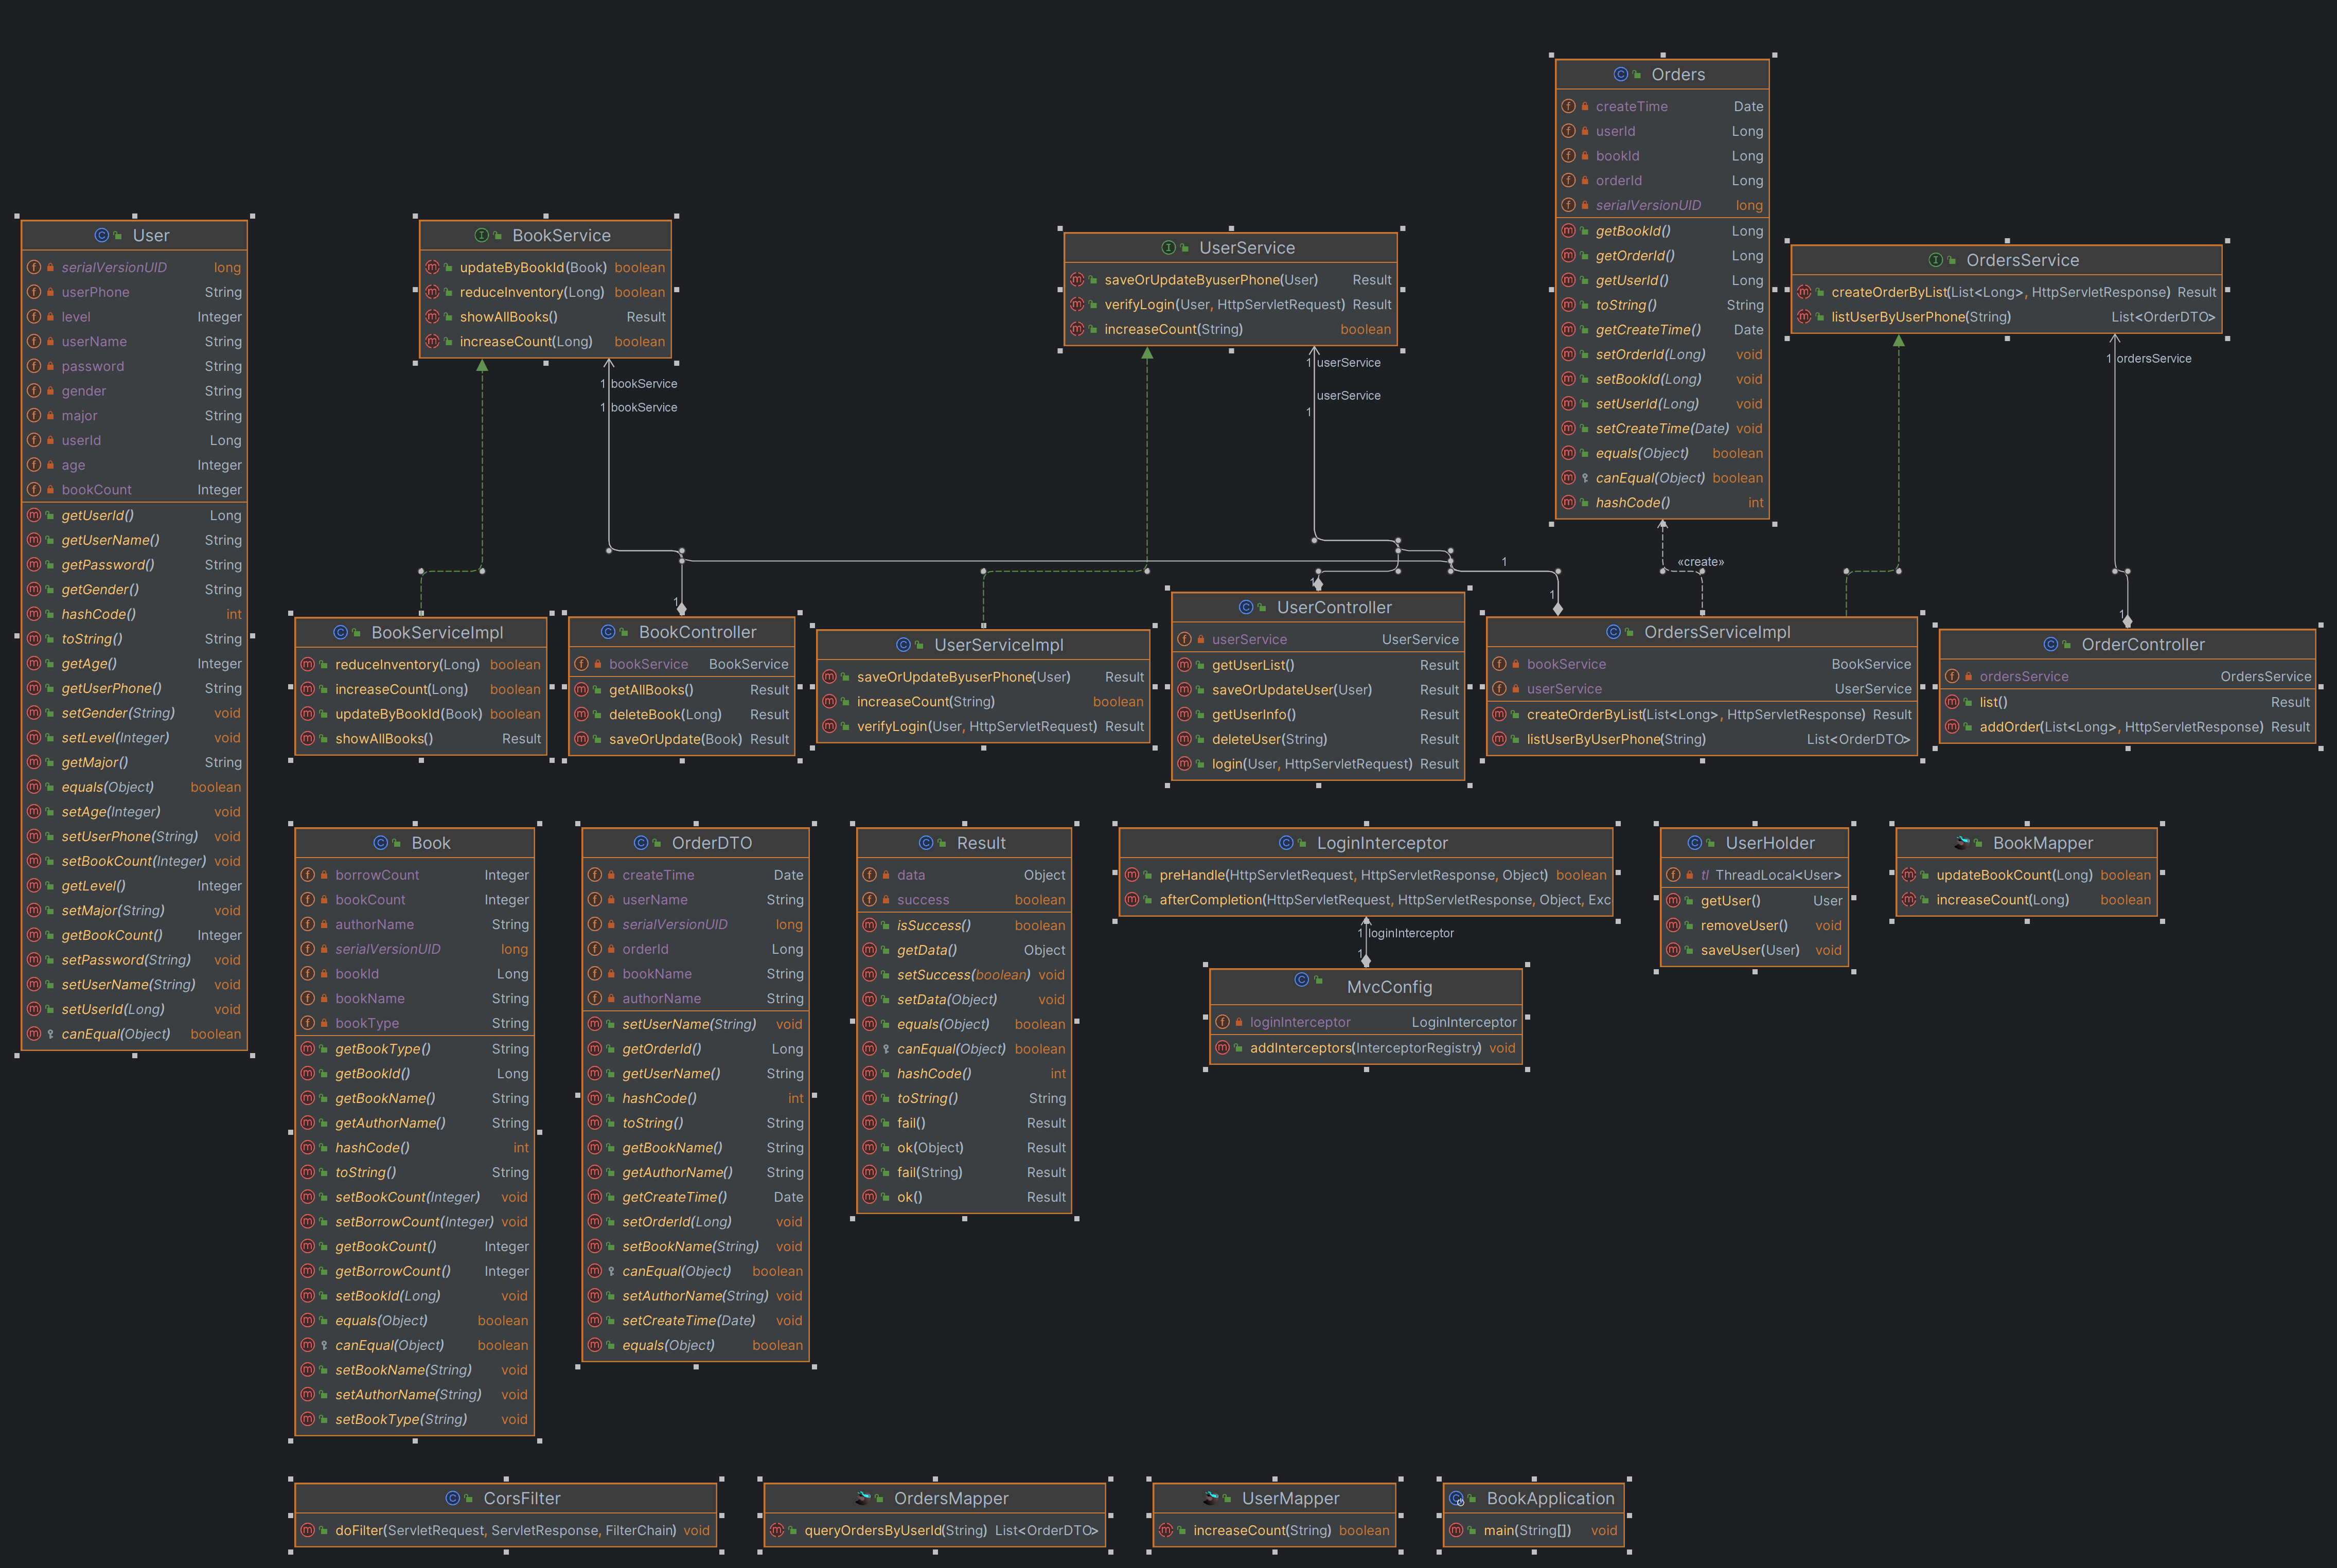 User
serialVersionUID long
userPhone String
level Integer
userName String
password String
gender String
major String
userId Long
age Integer
bookCount Integer
getUserId() Long
getUserName() String
getPassword() String
getGender() String
hashCode() int
toString() String
getAge() Integer
getUserPhone() String
setGender(String) void
setLevel(Integer) void
getMajor() String
equals(Object) boolean
setAge(Integer) void
setUserPhone(String) void
setBookCount(Integer) void
getLevel() Integer
setMajor(String) void
getBookCount() Integer
setPassword(String) void
setUserName(String) void
setUserId(Long) void
canEqual(Object) boolean
BookService
updateByBookId(Book) boolean
reduceInventory(Long) boolean
showAllBooks() Result
increaseCount(Long) boolean
1 bookService
1 bookService
UserService
saveOrUpdateByuserPhone(User) Result
verifyLogin(User, HttpServletRequest) Result
increaseCount(String) boolean
1 userService
userService
1
Orders
createTime Date
userId Long
bookId Long
orderId Long
serialVersionUID long
getBookId() Long
getOrderId() Long
getUserId() Long
toString() String
getCreateTime() Date
setOrderId(Long) void
setBookId(Long) void
setUserId(Long) void
setCreateTime(Date) void
equals(Object) boolean
canEqual(Object) boolean
hashCode() int
OrdersService
createOrderByList(List<Long>, HttpServletResponse) Result
listUserByUserPhone(String) List<OrderDTO>
1 ordersService
1
«create»
1
1
1
1
BookServiceImpl
reduceInventory(Long) boolean
increaseCount(Long) boolean
updateByBookId(Book) boolean
showAllBooks() Result
BookController
bookService BookService
getAllBooks() Result
deleteBook(Long) Result
saveOrUpdate(Book) Result
UserServiceImpl
saveOrUpdateByuserPhone(User) Result
increaseCount(String) boolean
verifyLogin(User, HttpServletRequest) Result
UserController
userService UserService
getUserList() Result
saveOrUpdateUser(User) Result
getUserInfo() Result
deleteUser(String) Result
login(User, HttpServletRequest) Result
OrdersServiceImpl
bookService BookService
userService UserService
createOrderByList(List<Long>, HttpServletResponse) Result
listUserByUserPhone(String) List<OrderDTO>
OrderController
ordersService OrdersService
list() Result
addOrder(List<Long>, HttpServletResponse) Result
Book
borrowCount Integer
bookCount Integer
authorName String
serialVersionUID long
bookId Long
bookName String
bookType String
getBookType() String
getBookId() Long
getBookName() String
getAuthorName() String
hashCode() int
toString() String
setBookCount(Integer) void
setBorrowCount(Integer) void
getBookCount() Integer
getBorrowCount() Integer
setBookId(Long) void
equals(Object) boolean
canEqual(Object) boolean
setBookName(String) void
setAuthorName(String) void
setBookType(String) void
OrderDTO
createTime Date
userName String
serialVersionUID long
orderId Long
bookName String
authorName String
setUserName(String) void
getOrderId() Long
getUserName() String
hashCode() int
toString() String
getBookName() String
getAuthorName() String
getCreateTime() Date
setOrderId(Long) void
setBookName(String) void
canEqual(Object) boolean
setAuthorName(String) void
setCreateTime(Date) void
equals(Object) boolean
Result
data Object
success boolean
isSuccess() boolean
getData() Object
setSuccess(boolean) void
setData(Object) void
equals(Object) boolean
canEqual(Object) boolean
hashCode() int
toString() String
fail() Result
ok(Object) Result
fail(String) Result
ok() Result
LoginInterceptor
preHandle(HttpServletRequest, HttpServletResponse, Object) boolean
afterCompletion(HttpServletRequest, HttpServletResponse, Object, Exc
1 loginInterceptor
1
MvcConfig
loginInterceptor LoginInterceptor
addInterceptors(InterceptorRegistry) void
UserHolder
tl ThreadLocal<User>
getUser() User
removeUser() void
saveUser(User) void
BookMapper
updateBookCount(Long) boolean
increaseCount(Long) boolean
CorsFilter
doFilter(ServletRequest, ServletResponse, FilterChain) void
OrdersMapper
queryOrdersByUserId(String) List<OrderDTO>
UserMapper
increaseCount(String) boolean
BookApplication
main(String[]) void